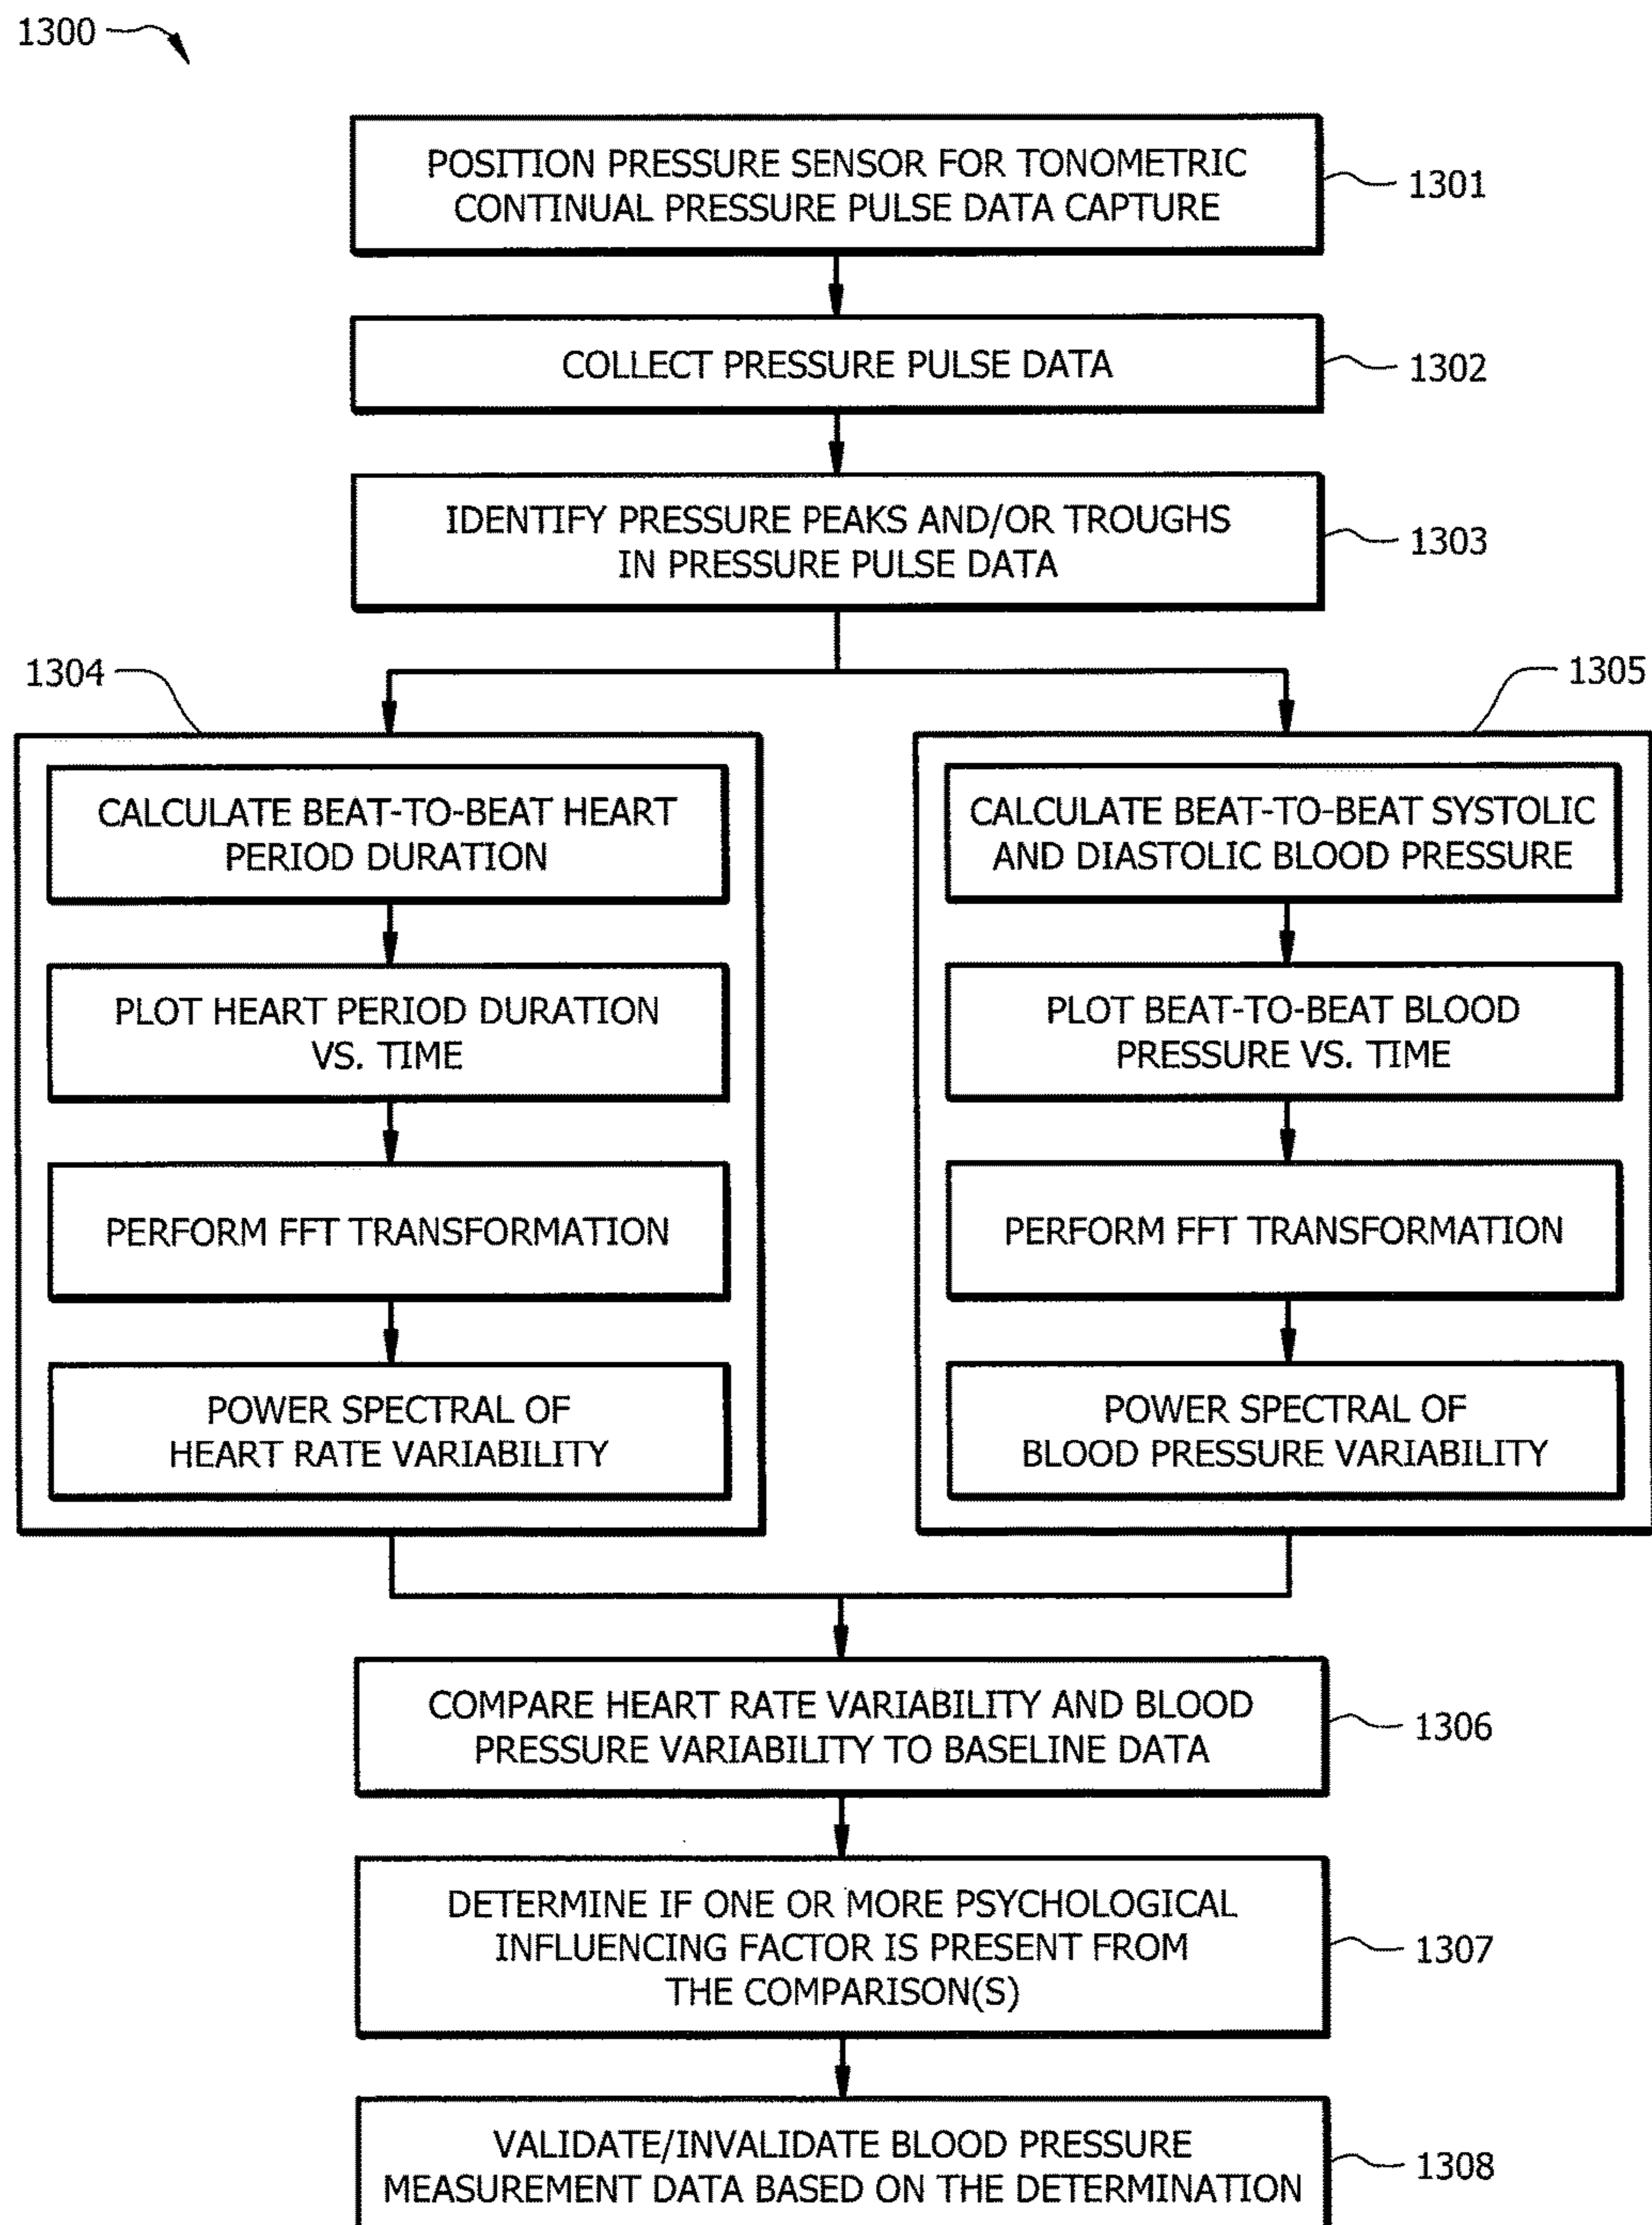 1300
POSITION PRESSURE SENSOR FOR TONOMETRIC
CONTINUAL PRESSURE PULSE DATA CAPTURE
1301
COLLECT PRESSURE PULSE DATA
1302
IDENTIFY PRESSURE PEAKS AND/OR TROUGHS
IN PRESSURE PULSE DATA
1303
1304
CALCULATE BEAT-TO-BEAT HEART
PERIOD DURATION
PLOT HEART PERIOD DURATION
VS. TIME
PERFORM FFT TRANSFORMATION
POWER SPECTRAL OF
HEART RATE VARIABILITY
1305
CALCULATE BEAT-TO-BEAT SYSTOLIC
AND DIASTOLIC BLOOD PRESSURE
PLOT BEAT-TO-BEAT BLOOD
PRESSURE VS. TIME
PERFORM FFT TRANSFORMATION
POWER SPECTRAL OF
BLOOD PRESSURE VARIABILITY
COMPARE HEART RATE VARIABILITY AND BLOOD
PRESSURE VARIABILITY TO BASELINE DATA
1306
DETERMINE IF ONE OR MORE PSYCHOLOGICAL
INFLUENCING FACTOR IS PRESENT FROM
THE COMPARISON(S)
1307
VALIDATE/INVALIDATE BLOOD PRESSURE
MEASUREMENT DATA BASED ON THE DETERMINATION
1308